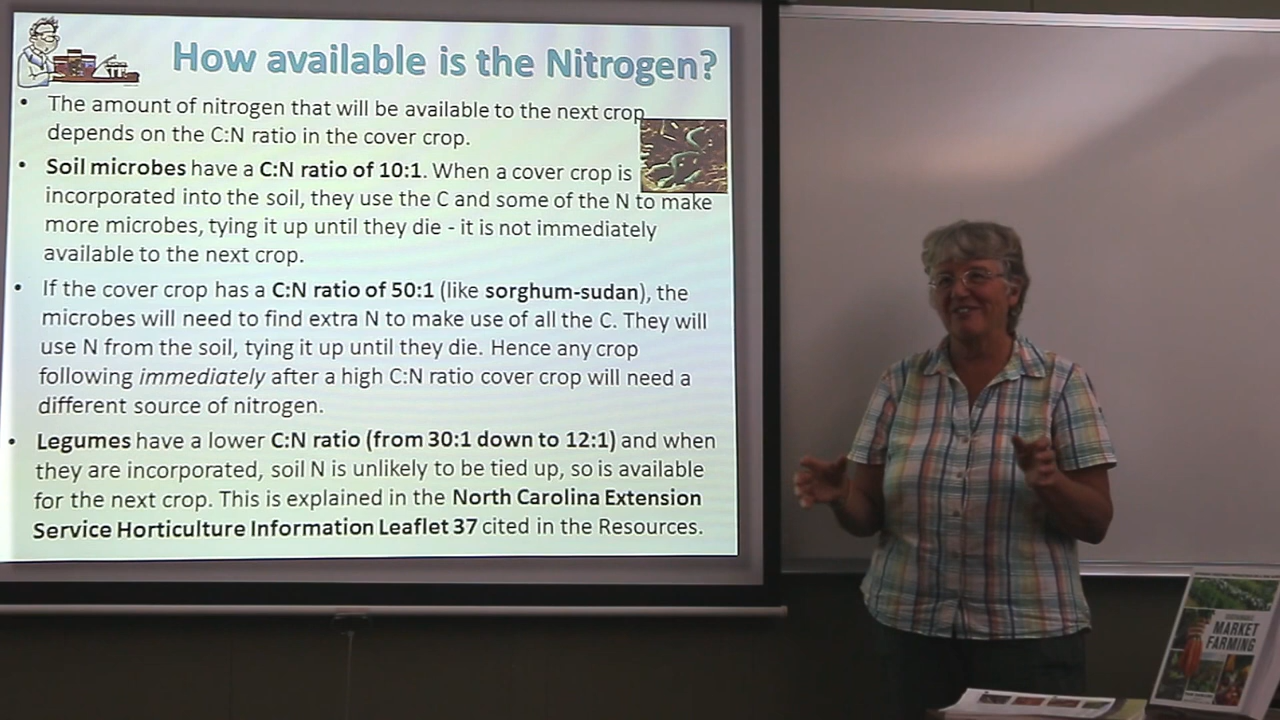 How available is the Nitrogen?
• The amount of nitrogen that will be available to the next crop
depends on the C:N ratio in the cover crop.
• Soil microbes have a C:N ratio of 10:1. When a cover crop is
incorporated into the soil, they use the C and some of the N to make
more microbes, tying it up until they die - it is not immediately
available to the next crop.
• If the cover crop has a C:N ratio of 50:1 (like sorghum-sudan), the
microbes will need to find extra N to make use of all the C. They will
use N from the soil, tying it up until they die. Hence any crop
following immediately after a high C:N ratio cover crop will need a
different source of nitrogen.
• Legumes have a lower C:N ratio (from 30:1 down to 12:1) and when
they are incorporated, soil N is unlikely to be tied up, so is available
for the next crop. This is explained in the North Carolina Extension
Service Horticulture Information Leaflet 37 cited in the Resources.
SUSTAINABLE
MARKET
FARMING